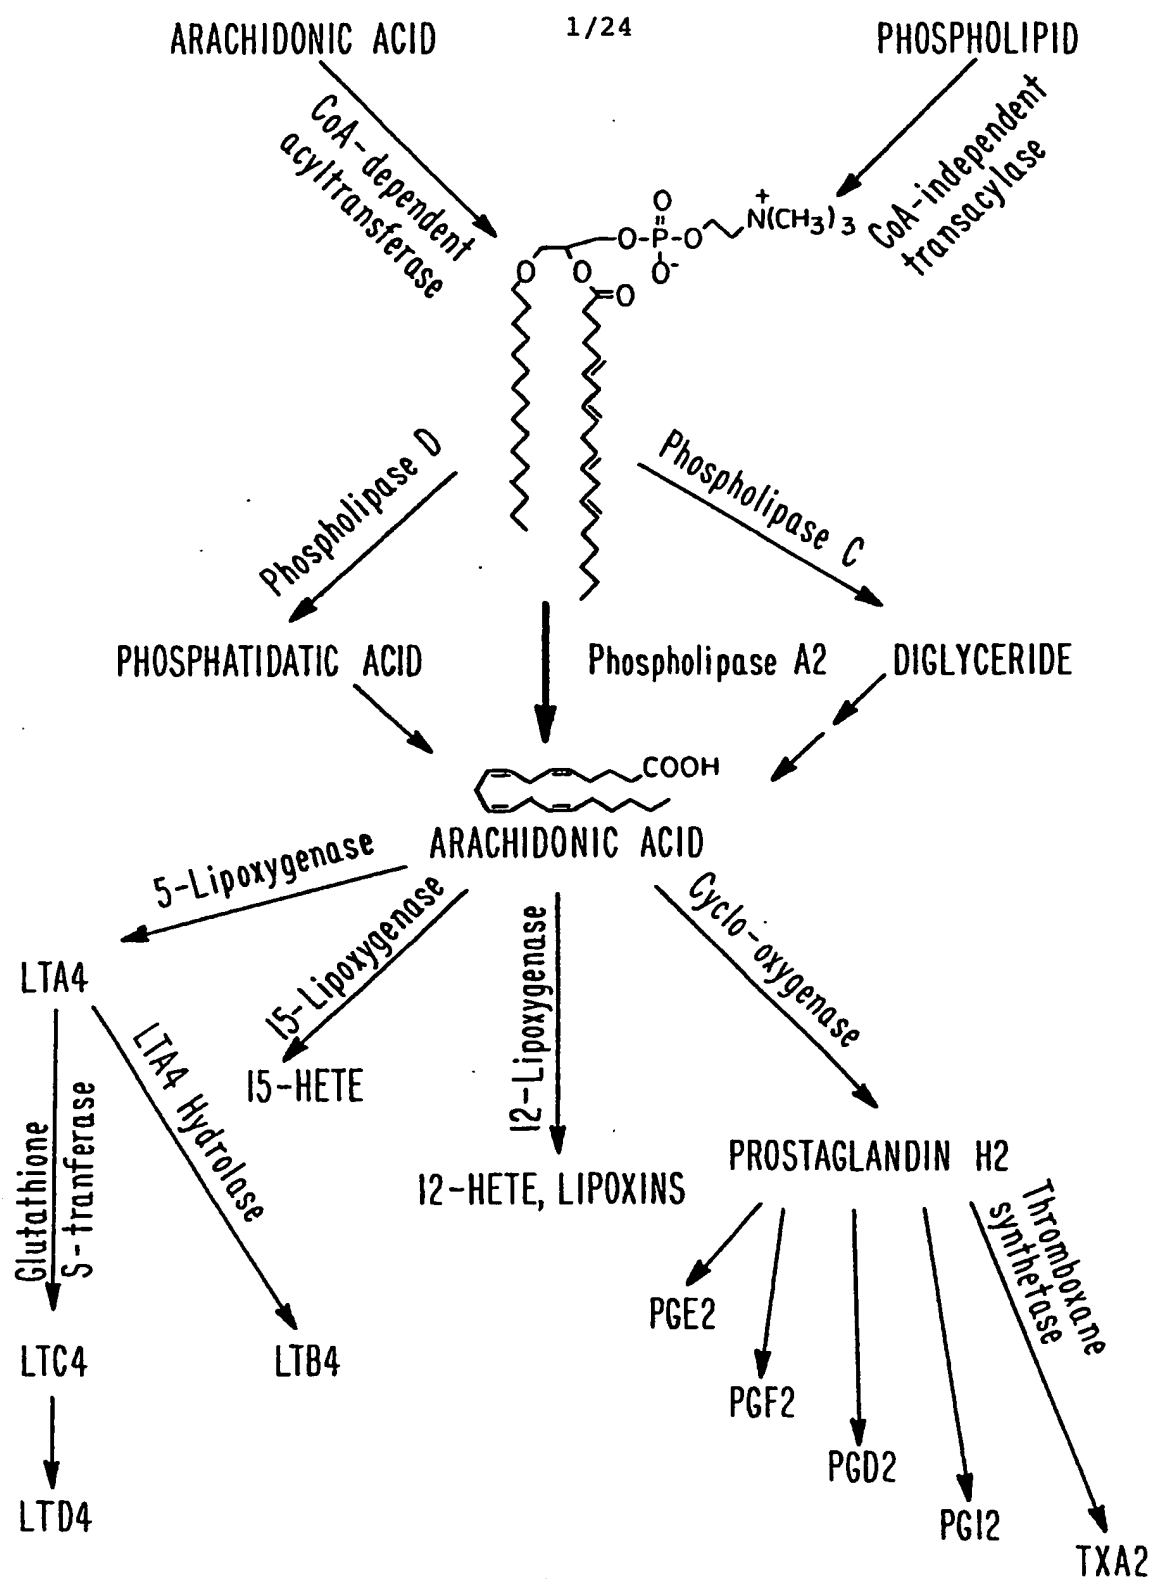 1/24
ARACHIDONIC ACID
PHOSPHOLIPID
CoA-dependent
acyltransferase
CoA-independent
transacylase
O
O-P-O
O-
+
N(CH3)3
O
O
O
Phospholipase D
Phospholipase C
PHOSPHATIDATIC ACID
Phospholipase A2
DIGLYCERIDE
COOH
ARACHIDONIC ACID
5-Lipoxygenase
15-Lipoxygenase
12-Lipoxygenase
Cyclo-oxygenase
LTA4
LTA4 Hydrolase
Glutathione
S-tranferase
15-HETE
12-HETE, LIPOXINS
PROSTAGLANDIN H2
Thromboxane
synthetase
PGE2
LTC4
LTB4
PGF2
PGD2
LTD4
PGI2
TXA2